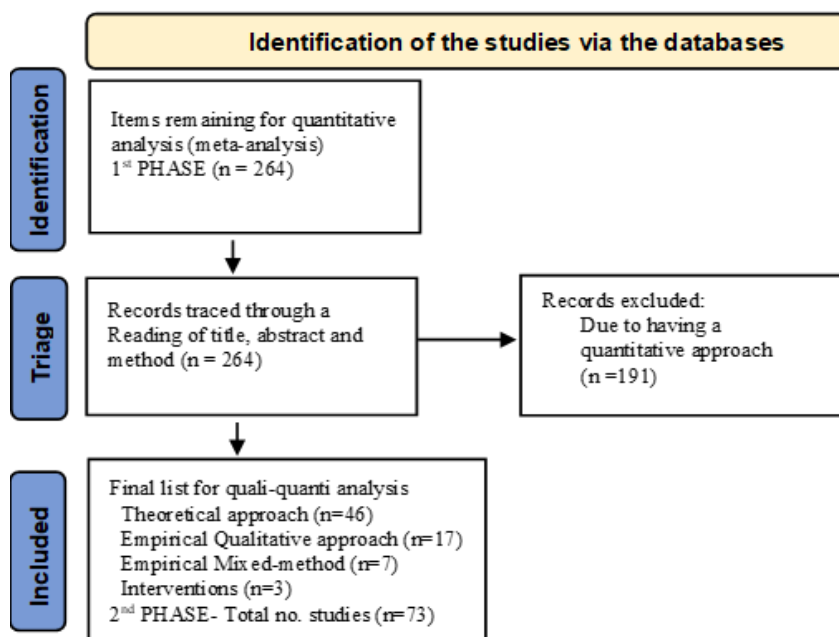 Identification of the studies via the databases
Identification
Items remaining for quantitative
analysis (meta-analysis)
1st PHASE (n = 264)
Triage
Records traced through a
Reading of title, abstract and
method (n = 264)
Records excluded:
Due to having a
quantitative approach
(n =191)
Included
Final list for quali-quanti analysis
Theoretical approach (n=46)
Empirical Qualitative approach (n=17)
Empirical Mixed-method (n=7)
Interventions (n=3)
2nd PHASE- Total no. studies (n=73)